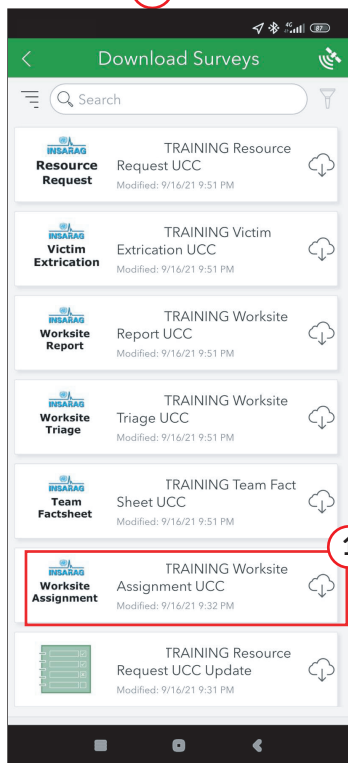 4G 87
Download Surveys
Search
INSARAG
Resource
Request
TRAINING Resource
Request UCC
Modified: 9/16/21 9:51 PM
INSARAG
Victim
Extrication
TRAINING Victim
Extrication UCC
Modified: 9/16/21 9:51 PM
INSARAG
Worksite
Report
TRAINING Worksite
Report UCC
Modified: 9/16/21 9:51 PM
INSARAG
Worksite
Triage
TRAINING Worksite
Triage UCC
Modified: 9/16/21 9:51 PM
INSARAG
Team
Factsheet
TRAINING Team Fact
Sheet UCC
Modified: 9/16/21 9:51 PM
1
INSARAG
Worksite
Assignment
TRAINING Worksite
Assignment UCC
Modified: 9/16/21 9:32 PM
TRAINING Resource
Request UCC Update
Modified: 9/16/21 9:31 PM